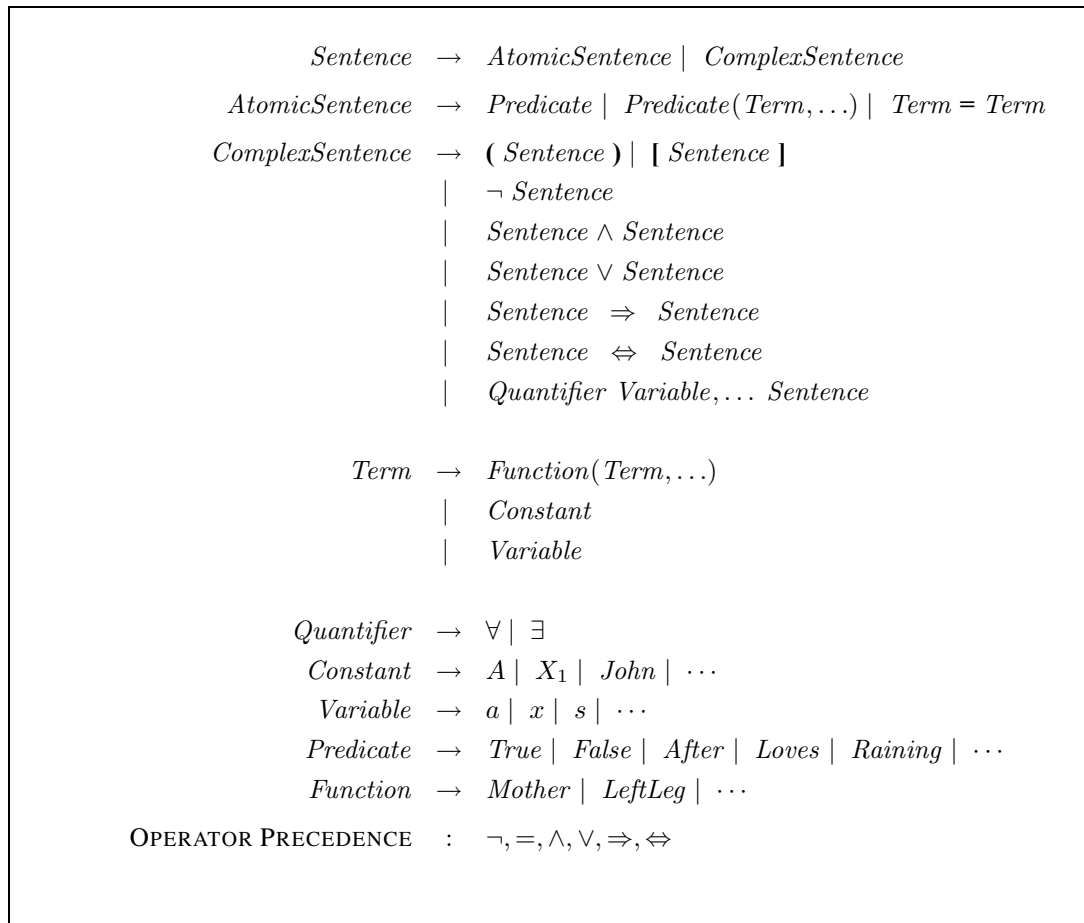 Sentence → AtomicSentence | ComplexSentence
AtomicSentence → Predicate | Predicate(Term,...) | Term = Term
ComplexSentence → ( Sentence ) | [ Sentence ]
| ¬ Sentence
| Sentence ∧ Sentence
| Sentence ∨ Sentence
| Sentence ⇒ Sentence
| Sentence ⇔ Sentence
| Quantifier Variable,... Sentence
Term → Function(Term,...)
| Constant
| Variable
Quantifier → ∀ | ∃
Constant → A | X₁ | John | ···
Variable → a | x | s | ···
Predicate → True | False | After | Loves | Raining | ···
Function → Mother | LeftLeg | ···
OPERATOR PRECEDENCE : ¬,=,∧,∨,⇒,⇔